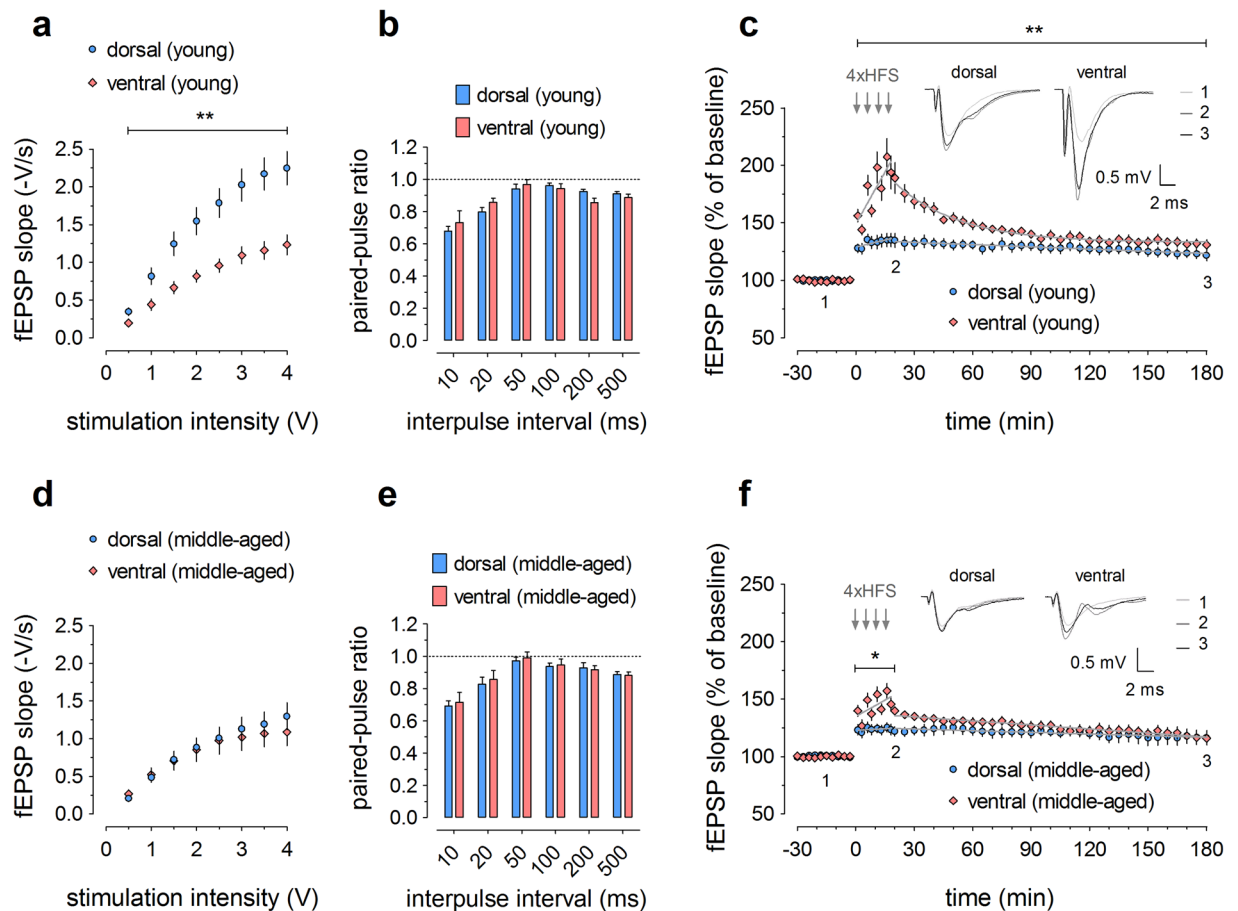 a
dorsal (young)
ventral (young)
**
2.5
2.0
1.5
1.0
0.5
0.0
fEPSP slope (-V/s)
0 1 2 3 4
stimulation intensity (V)
b
dorsal (young)
ventral (young)
1.2
1.0
0.8
0.6
0.4
0.2
0.0
paired-pulse ratio
10 20 50 100 200 500
interpulse interval (ms)
c
**
4xHFS
dorsal
ventral
1
2
3
0.5 mV
2 ms
250
200
150
100
50
fEPSP slope (% of baseline)
1
2
3
dorsal (young)
ventral (young)
-30 0 30 60 90 120 150 180
time (min)
d
dorsal (middle-aged)
ventral (middle-aged)
2.5
2.0
1.5
1.0
0.5
0.0
fEPSP slope (-V/s)
0 1 2 3 4
stimulation intensity (V)
e
dorsal (middle-aged)
ventral (middle-aged)
1.2
1.0
0.8
0.6
0.4
0.2
0.0
paired-pulse ratio
10 20 50 100 200 500
interpulse interval (ms)
f
4xHFS
dorsal
ventral
1
2
3
0.5 mV
2 ms
*
250
200
150
100
50
fEPSP slope (% of baseline)
1
2
3
dorsal (middle-aged)
ventral (middle-aged)
-30 0 30 60 90 120 150 180
time (min)